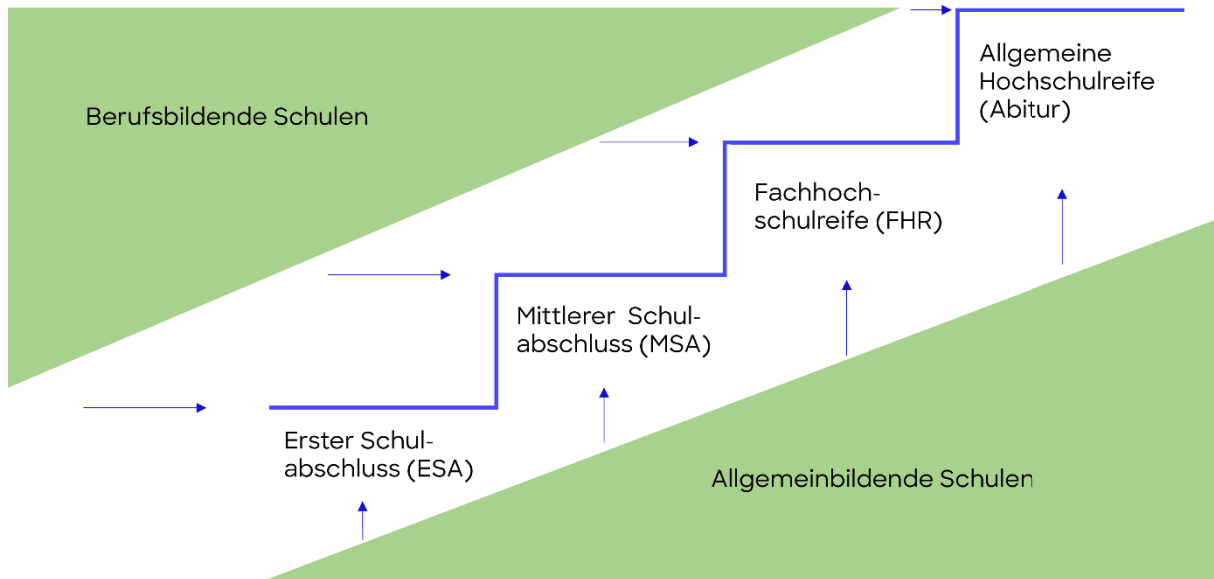 Berufsbildende Schulen
Allgemeine
Hochschulreife
(Abitur)
Fachhoch-
schulreife (FHR)
Mittlerer Schul-
abschluss (MSA)
Erster Schul-
abschluss (ESA)
Allgemeinbildende Schulen